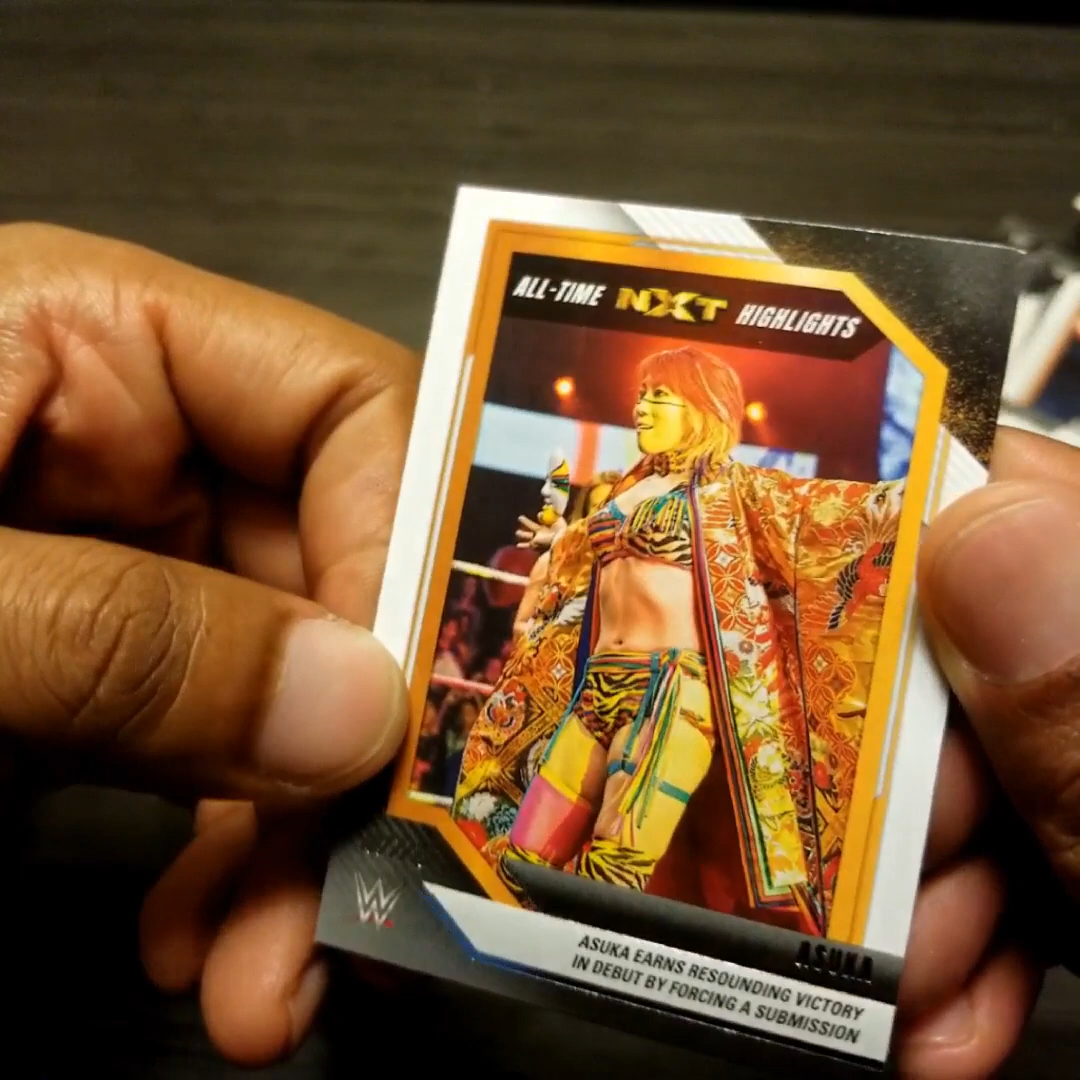 ALL-TIME NXT HIGHLIGHTS
ASUKA
ASUKA EARNS RESOUNDING VICTORY
IN DEBUT BY FORCING A SUBMISSION
W